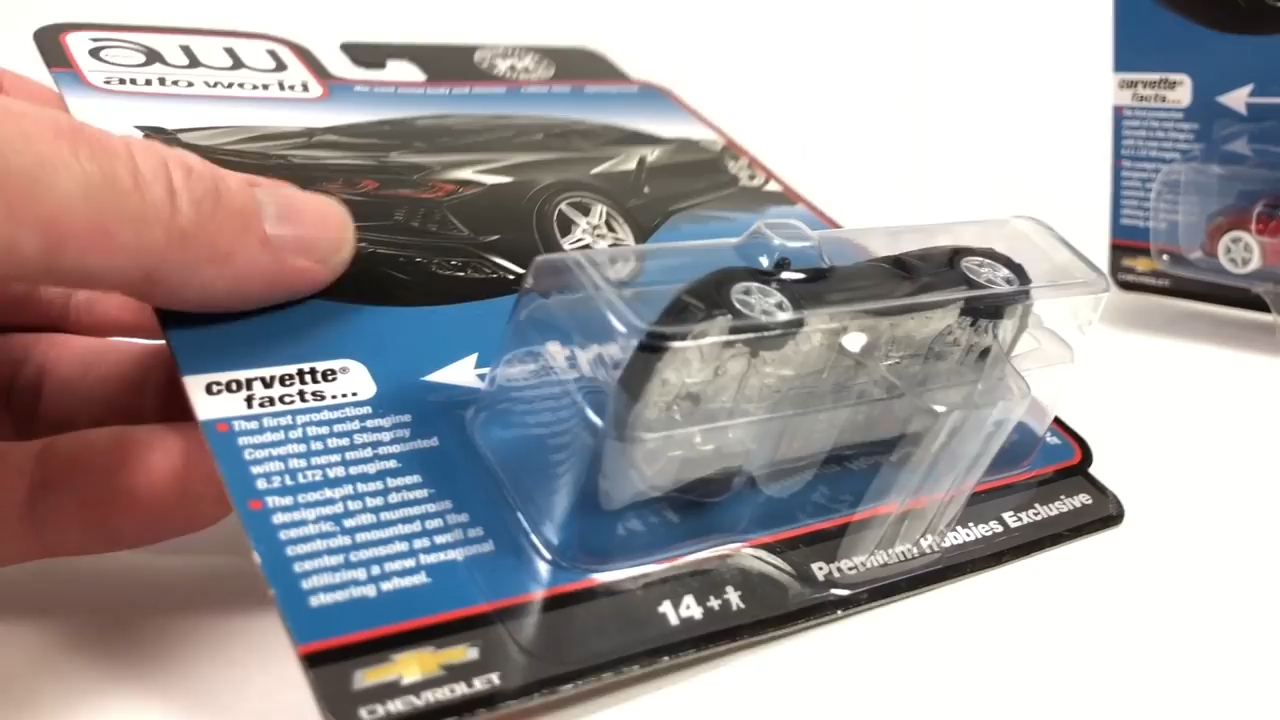 aw
auto world
corvette®
facts...
• The first production
model of the mid-engine
Corvette is the Stingray
with its new mid-mounted
6.2 L LT2 V8 engine.
• The cockpit has been
designed to be driver-
centric, with numerous
controls mounted on the
center console as well as
utilizing a new hexagonal
steering wheel.
14+
Premium Hobbies Exclusive
CHEVROLET
corvette®
facts...
CHEVROLET